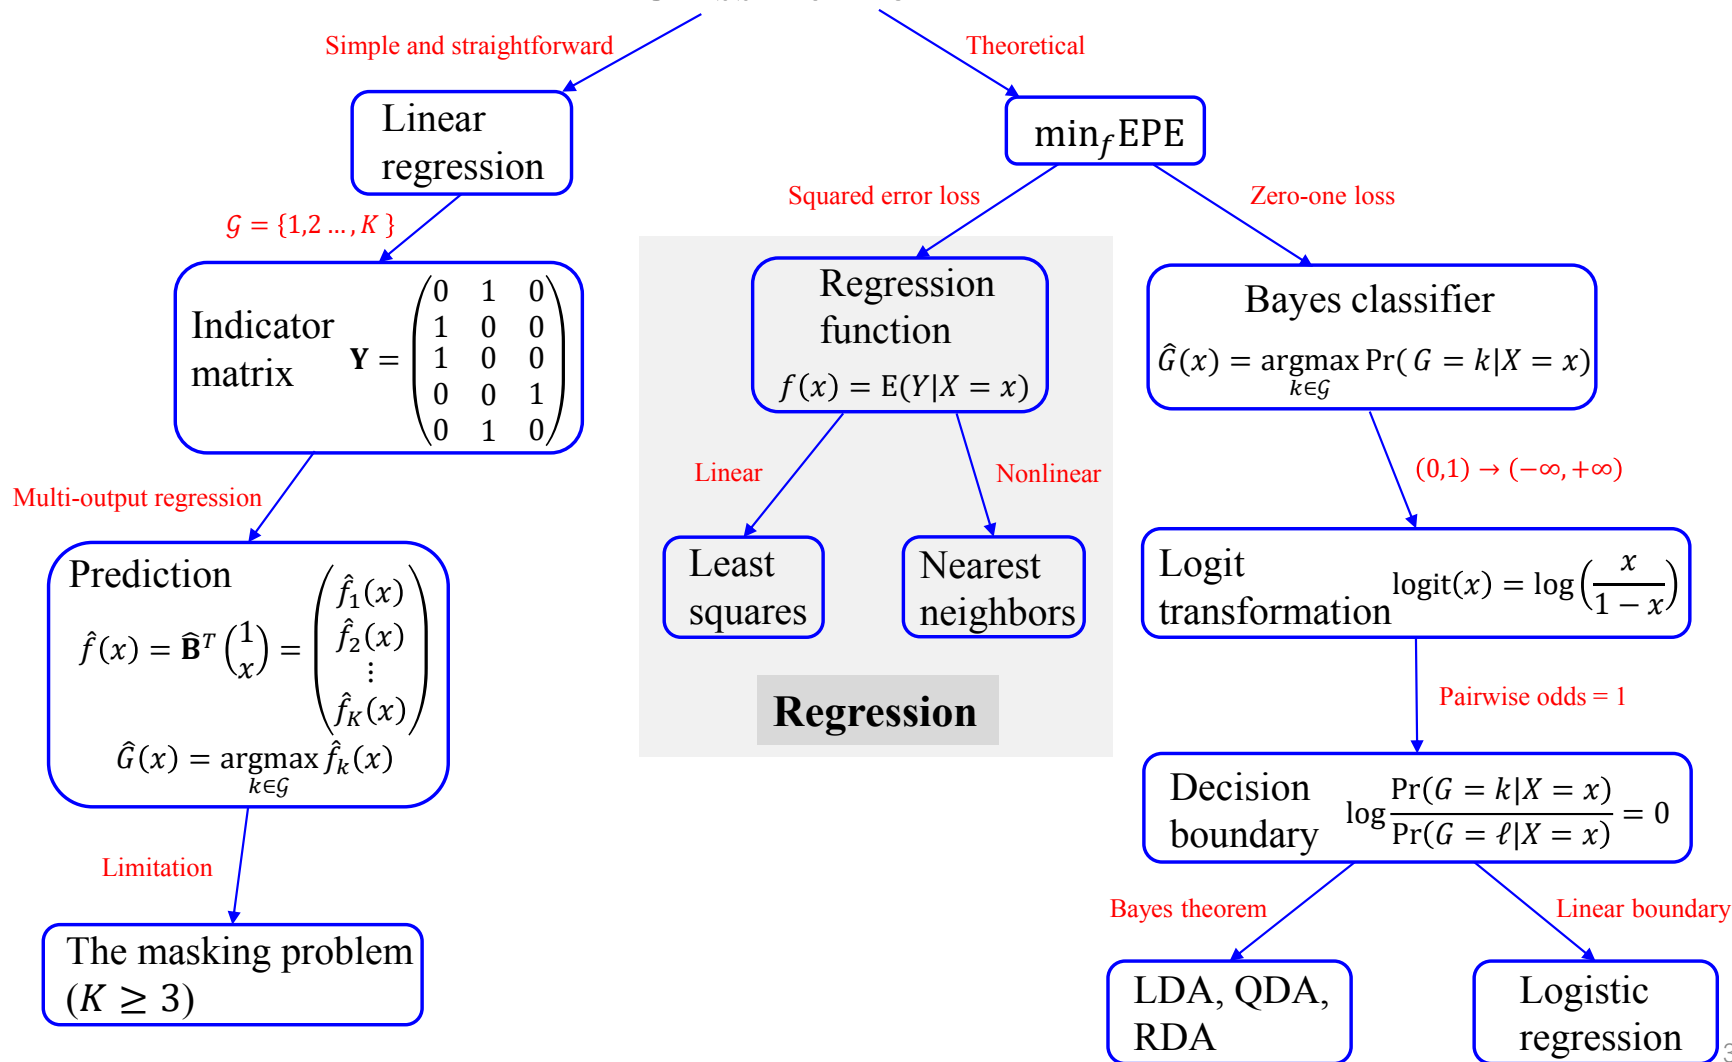 Simple and straightforward
Theoretical
Linear
regression
min_f EPE
Squared error loss
Zero-one loss
𝒢 = {1,2 …, K }
Indicator
matrix
Y = (0 1 0
1 0 0
1 0 0
0 0 1
0 1 0)
Regression
function
f(x) = E(Y|X = x)
Bayes classifier
Ĝ(x) = argmax Pr( G = k|X = x)
k∈𝒢
Multi-output regression
Linear
Nonlinear
(0,1) → (−∞, +∞)
Prediction
f̂(x) = B̂ᵀ (1
x) = (f̂₁(x)
f̂₂(x)
⋮
f̂_K(x))
Ĝ(x) = argmax f̂ₖ(x)
k∈𝒢
Least
squares
Nearest
neighbors
Logit
transformation
logit(x) = log(x / 1 − x)
Regression
Pairwise odds = 1
Decision
boundary
log Pr(G = k|X = x) / Pr(G = ℓ|X = x) = 0
Limitation
Bayes theorem
Linear boundary
The masking problem
(K ≥ 3)
LDA, QDA,
RDA
Logistic
regression
3